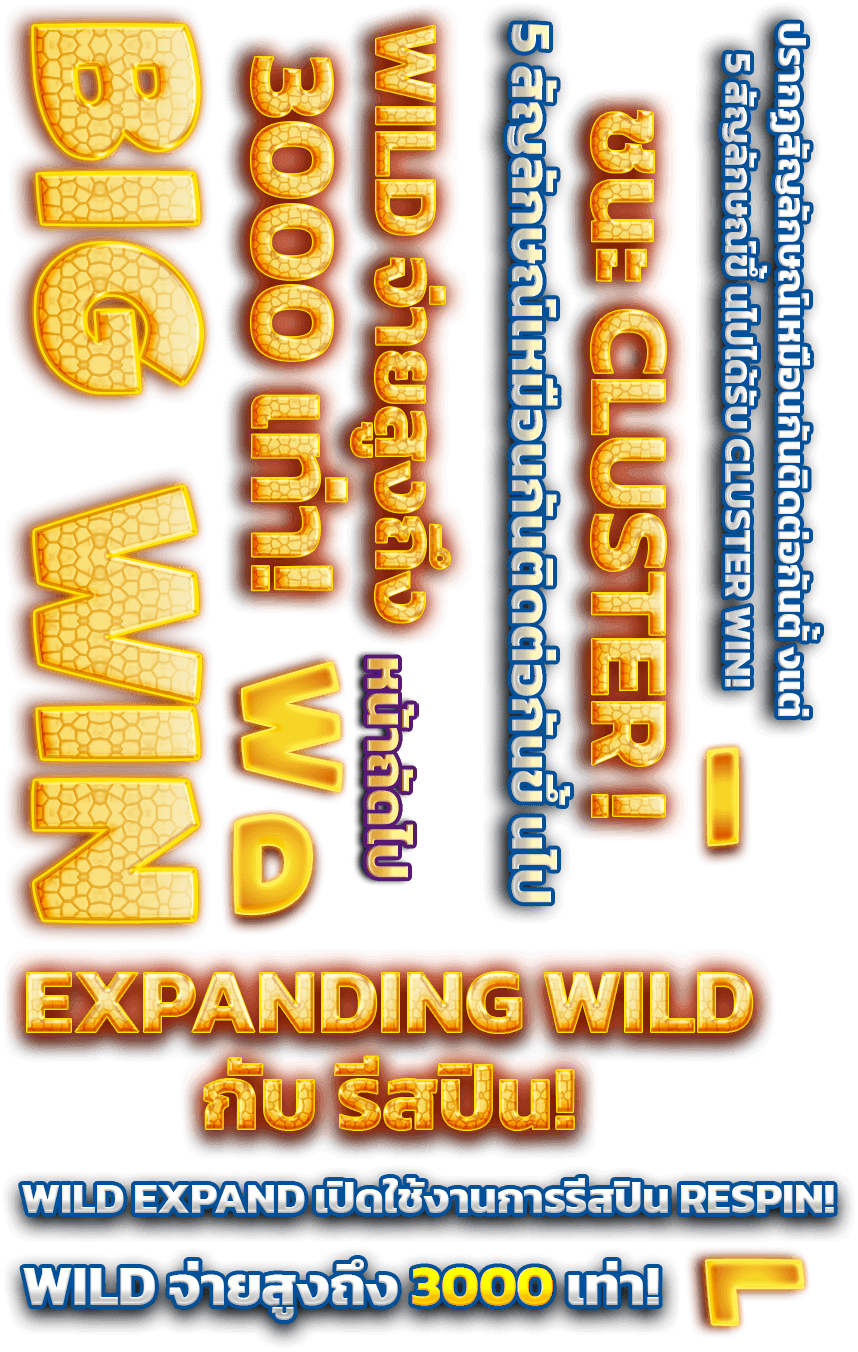 BIG WIN
WILD จ่ายสูงถึง
3000 เท่า!
W
D
หน้าถัดไป
5 สัญลักษณ์เหมือนกันติดต่อกันขึ้นไป
ชนะ CLUSTER !
ปรากฏสัญลักษณ์เหมือนกันติดต่อกันตั้งแต่
5 สัญลักษณ์ขึ้นไปได้รับ CLUSTER WIN!
I
EXPANDING WILD
กับ รีสปิน!
WILD EXPAND เปิดใช้งานการรีสปิน RESPIN!
WILD จ่ายสูงถึง 3000 เท่า!
L